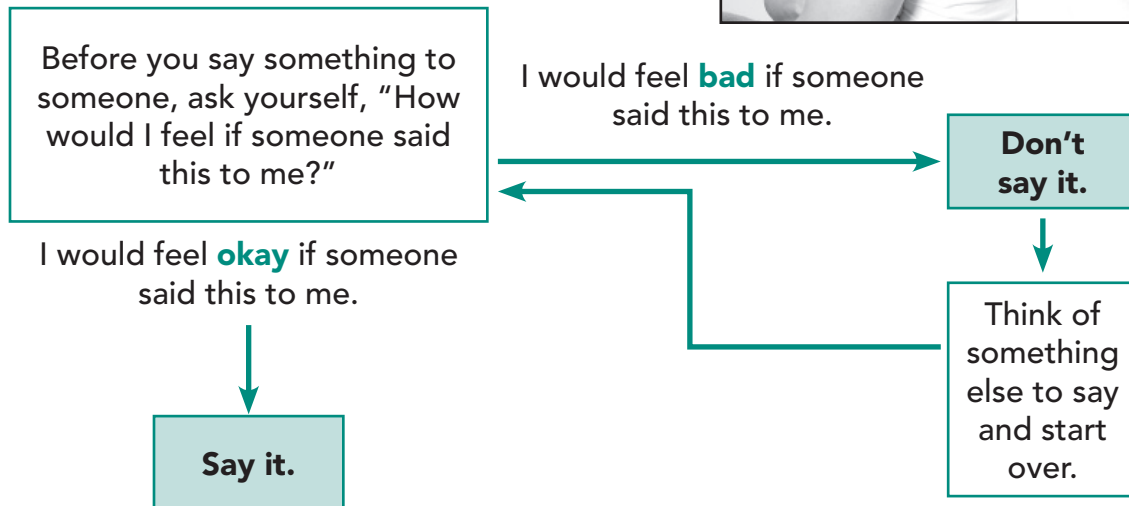 Before you say something to
someone, ask yourself, “How
would I feel if someone said
this to me?”
I would feel bad if someone
said this to me.
Don’t
say it.
I would feel okay if someone
said this to me.
Think of
something
else to say
and start
over.
Say it.